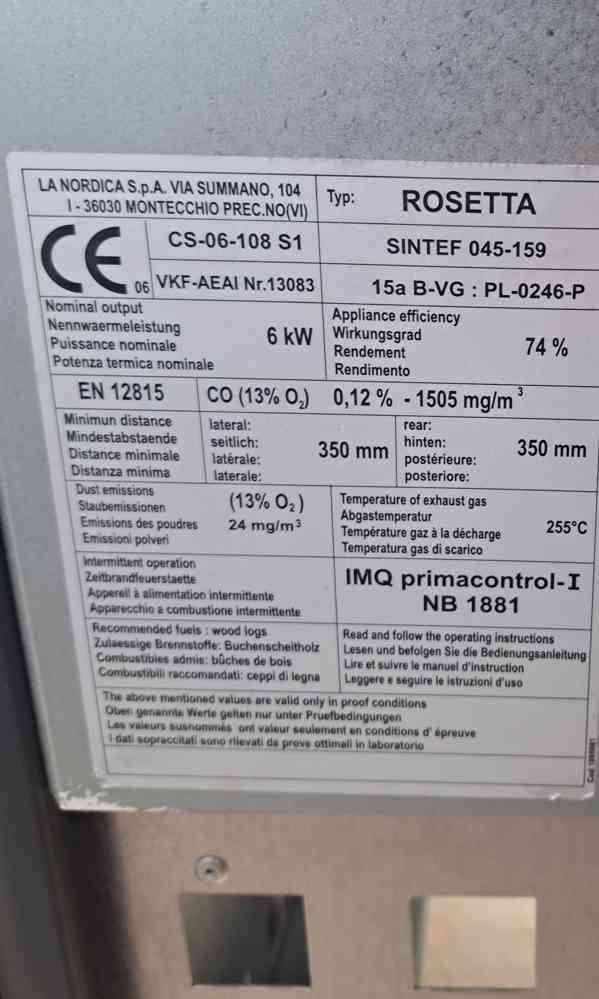 LA NORDICA S.p.A. VIA SUMMANO, 104
I - 36030 MONTECCHIO PREC.NO(VI)
Typ: ROSETTA
CE 06
CS-06-108 S1
SINTEF 045-159
VKF-AEAI Nr.13083
15a B-VG : PL-0246-P
Nominal output
Nennwaermeleistung
Puissance nominale
Potenza termica nominale
6 kW
Appliance efficiency
Wirkungsgrad
Rendement
Rendimento
74 %
EN 12815
CO (13% O₂) 0,12 % - 1505 mg/m³
Minimun distance
Mindestabstaende
Distance minimale
Distanza minima
lateral:
seitlich:
latérale:
laterale:
350 mm
rear:
hinten:
postérieure:
posteriore:
350 mm
Dust emissions
Staubemissionen
Emissions des poudres
Emissioni polveri
(13% O₂)
24 mg/m³
Temperature of exhaust gas
Abgastemperatur
Température gaz à la décharge
Temperatura gas di scarico
255°C
Intermittent operation
Zeitbrandfeuerstaette
Appereil à alimentation intermittente
Apparecchio a combustione intermittente
IMQ primacontrol-I
NB 1881
Recommended fuels : wood logs
Zulaessige Brennstoffe: Buchenscheitholz
Combustibies admis: bûches de bois
Combustibili raccomandati: ceppi di legna
Read and follow the operating instructions
Lesen und befolgen Sie die Bedienungsanleitung
Lire et suivire le manuel d'instruction
Leggere e seguire le istruzioni d'uso
The above mentioned values are valid only in proof conditions
Oben genannte Werte gelten nur unter Pruefbedingungen
Les valeurs susnommés ont valeur seulement en conditions d' épreuve
I dati sopraccitati sono rilevati da prove ottimali in laboratorio